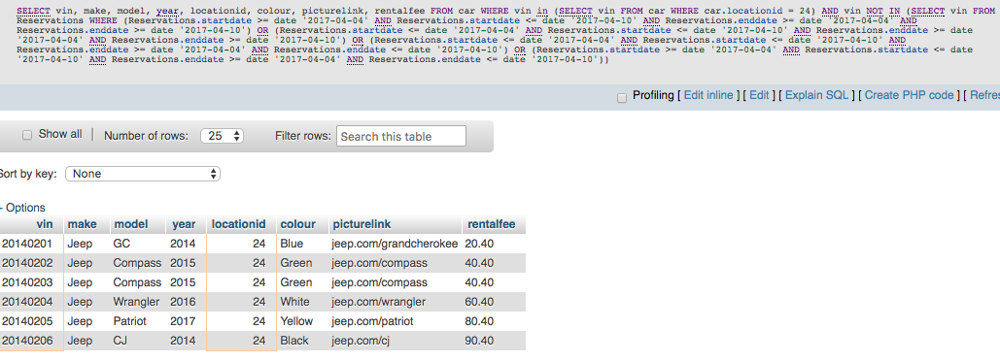 SELECT vin, make, model, year, locationid, colour, picturelink, rentalfee FROM car WHERE vin in (SELECT vin FROM car WHERE car.locationid = 24) AND vin NOT IN (SELECT vin FROM
Reservations WHERE (Reservations.startdate >= date '2017-04-04' AND Reservations.startdate <= date '2017-04-10' AND Reservations.enddate >= date '2017-04-04' AND
Reservations.enddate >= date '2017-04-10') OR (Reservations.startdate <= date '2017-04-04' AND Reservations.startdate <= date '2017-04-10' AND Reservations.enddate >= date
'2017-04-04' AND Reservations.enddate >= date '2017-04-10') OR (Reservations.startdate <= date '2017-04-04' AND Reservations.startdate <= date '2017-04-10' AND
Reservations.enddate >= date '2017-04-04' AND Reservations.enddate <= date '2017-04-10') OR (Reservations.startdate >= date '2017-04-04' AND Reservations.startdate <= date
'2017-04-10' AND Reservations.enddate >= date '2017-04-04' AND Reservations.enddate <= date '2017-04-10'))
Profiling [ Edit inline ] [ Edit ] [ Explain SQL ] [ Create PHP code ] [ Refres
Show all | Number of rows: 25 Filter rows: Search this table
Sort by key: None
+ Options
vin make model year locationid colour picturelink rentalfee
20140201 Jeep GC 2014 24 Blue jeep.com/grandcherokee 20.40
20140202 Jeep Compass 2015 24 Green jeep.com/compass 40.40
20140203 Jeep Compass 2015 24 Green jeep.com/compass 40.40
20140204 Jeep Wrangler 2016 24 White jeep.com/wrangler 60.40
20140205 Jeep Patriot 2017 24 Yellow jeep.com/patriot 80.40
20140206 Jeep CJ 2014 24 Black jeep.com/cj 90.40